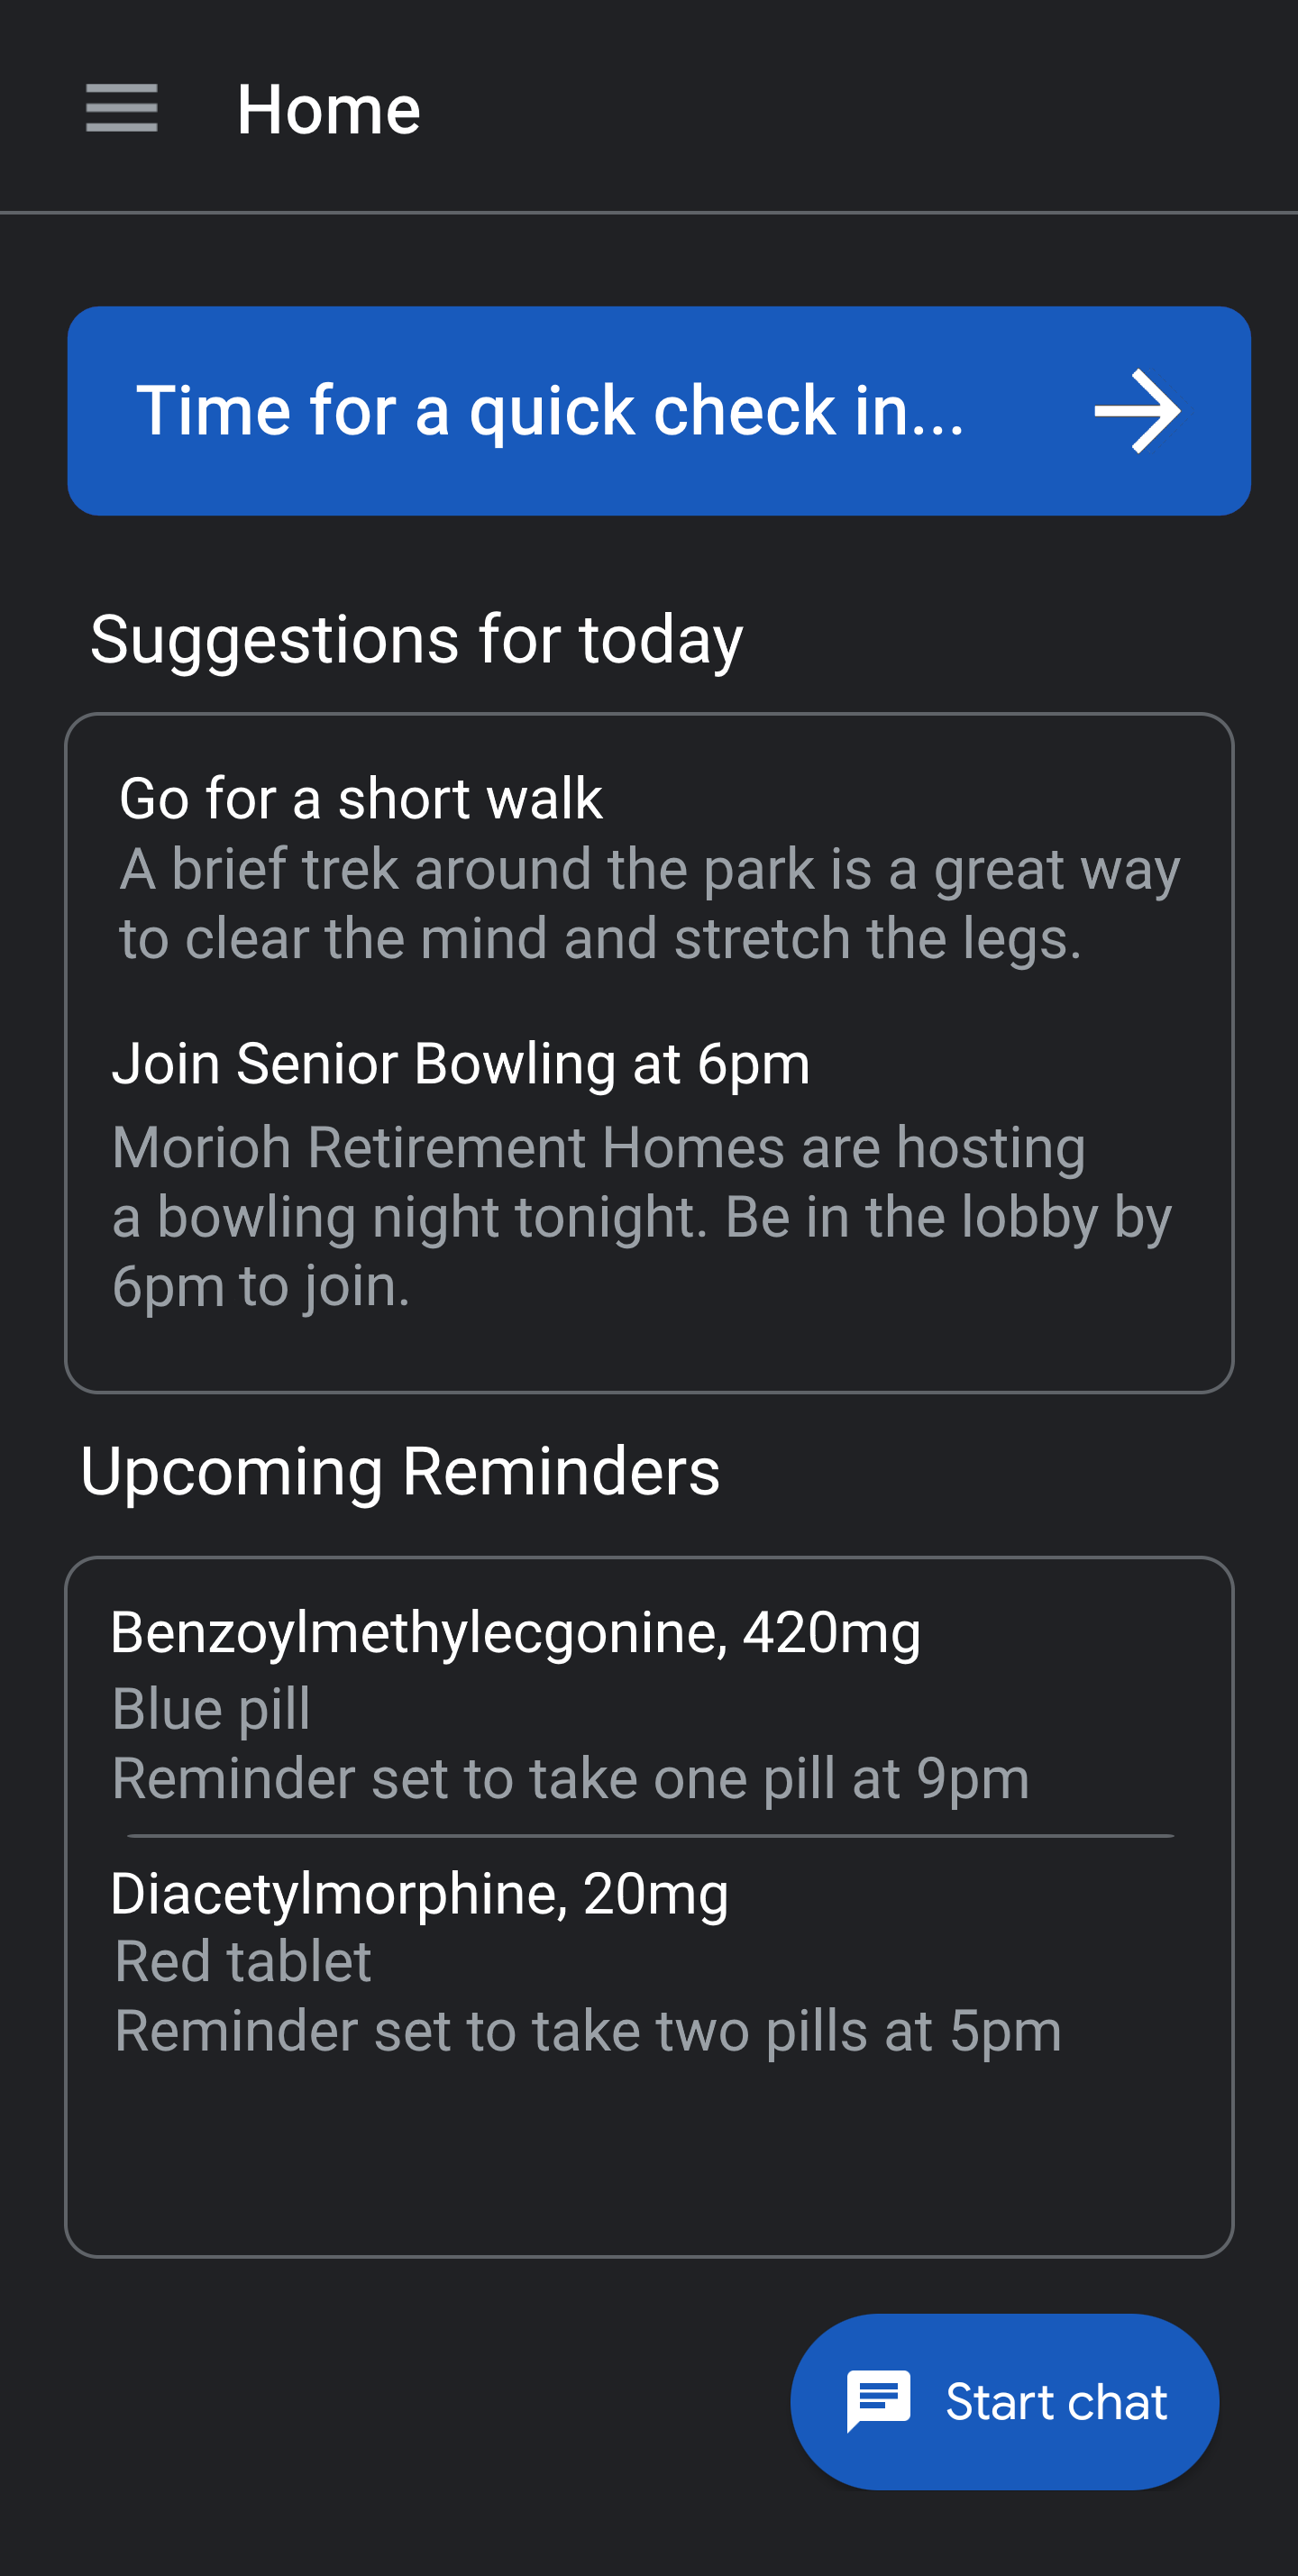 Home
Time for a quick check in...
Suggestions for today
Go for a short walk
A brief trek around the park is a great way
to clear the mind and stretch the legs.
Join Senior Bowling at 6pm
Morioh Retirement Homes are hosting
a bowling night tonight. Be in the lobby by
6pm to join.
Upcoming Reminders
Benzoylmethylecgonine, 420mg
Blue pill
Reminder set to take one pill at 9pm
Diacetylmorphine, 20mg
Red tablet
Reminder set to take two pills at 5pm
Start chat